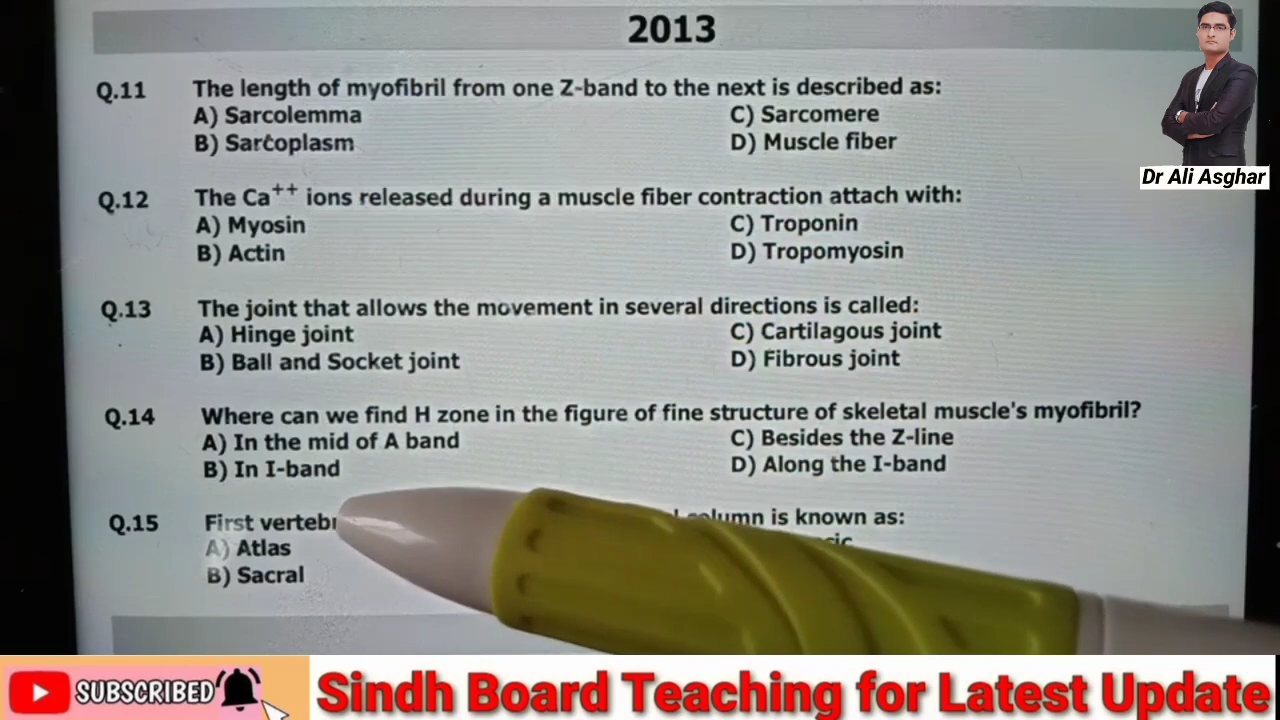 2013
Q.11 The length of myofibril from one Z-band to the next is described as:
A) Sarcolemma C) Sarcomere
B) Sarcoplasm D) Muscle fiber
Q.12 The Ca++ ions released during a muscle fiber contraction attach with:
A) Myosin C) Troponin
B) Actin D) Tropomyosin
Q.13 The joint that allows the movement in several directions is called:
A) Hinge joint C) Cartilagous joint
B) Ball and Socket joint D) Fibrous joint
Q.14 Where can we find H zone in the figure of fine structure of skeletal muscle's myofibril?
A) In the mid of A band C) Besides the Z-line
B) In I-band D) Along the I-band
Q.15 First column is known as:
A) Atlas
B) Sacral
Dr Ali Asghar
SUBSCRIBED Sindh Board Teaching for Latest Update